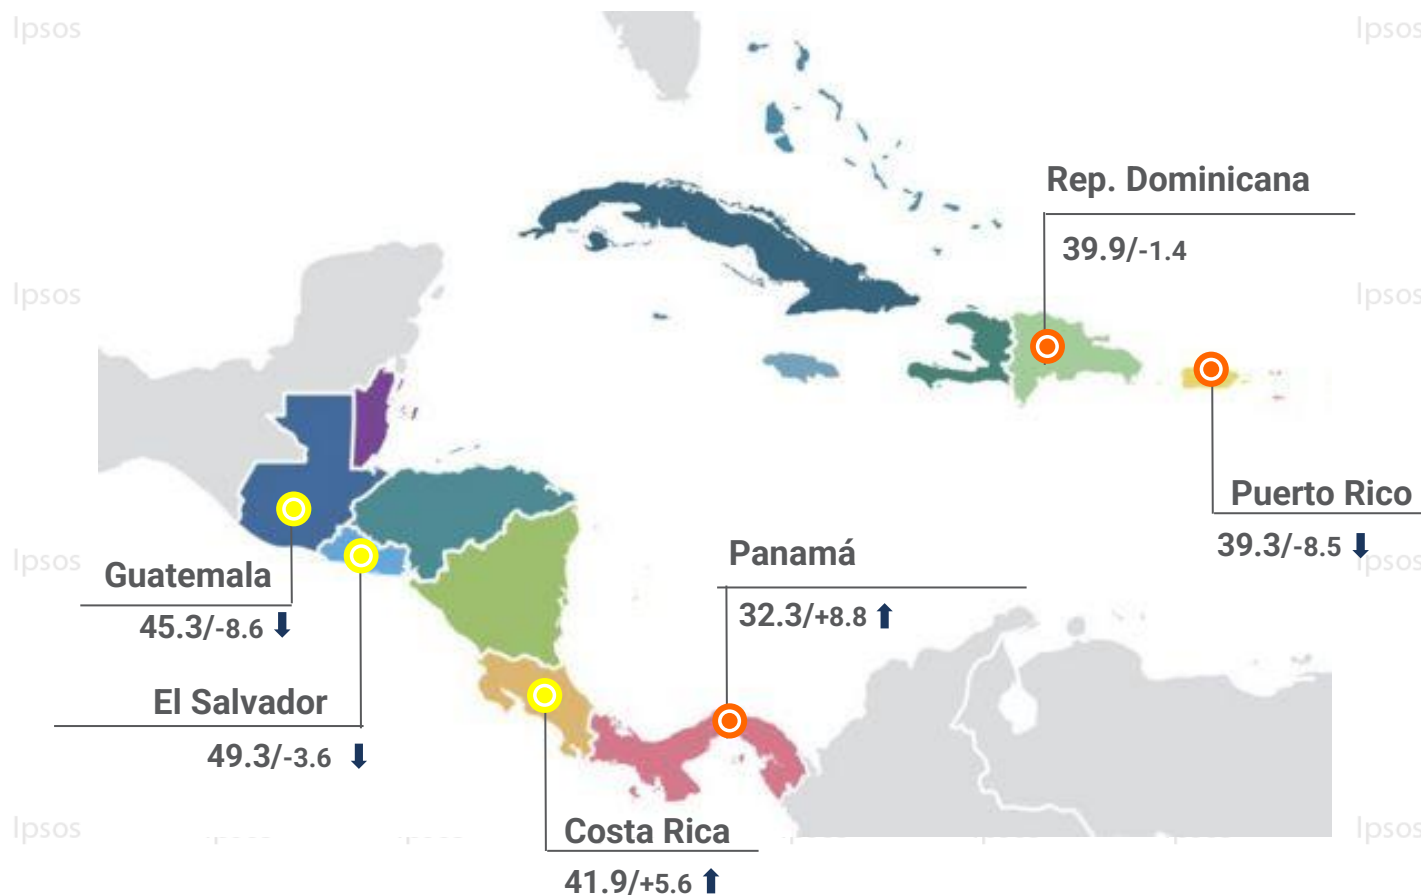 Ipsos
Ipsos
Rep. Dominicana
39.9/-1.4
Ipsos
Ipsos
Puerto Rico
39.3/-8.5
Panamá
32.3/+8.8
Ipsos
Ipsos
Guatemala
45.3/-8.6
El Salvador
49.3/-3.6
Costa Rica
41.9/+5.6
Ipsos
Ipsos